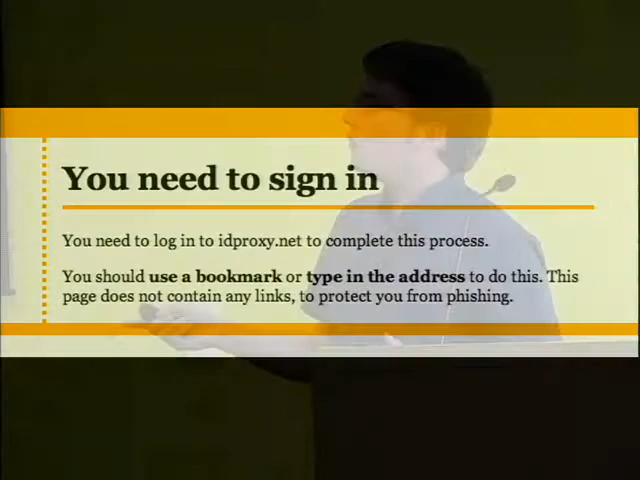 You need to sign in
You need to log in to idproxy.net to complete this process.
You should use a bookmark or type in the address to do this. This
page does not contain any links, to protect you from phishing.